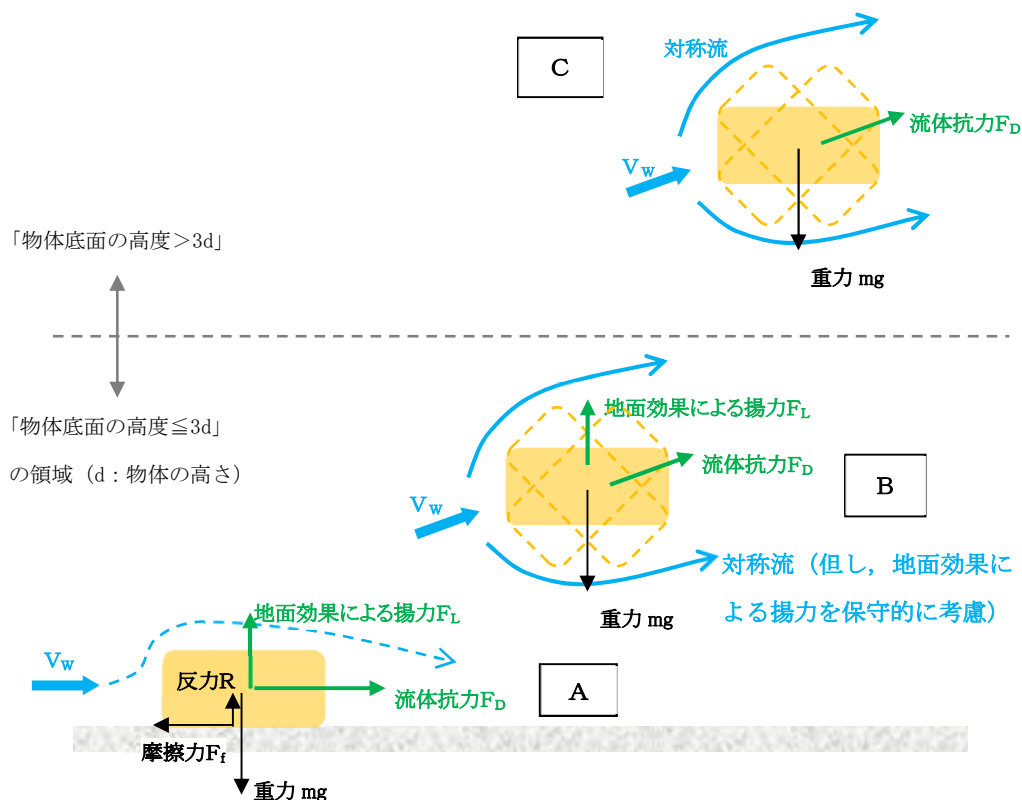 C
対称流
流体抗力FD
VW
重力 mg
「物体底面の高度＞3d」
「物体底面の高度≦3d」
の領域（d：物体の高さ）
地面効果による揚力FL
流体抗力FD
VW
B
重力 mg
対称流（但し，地面効果に
よる揚力を保守的に考慮）
地面効果による揚力FL
VW
反力R
流体抗力FD
A
摩擦力Ff
重力 mg